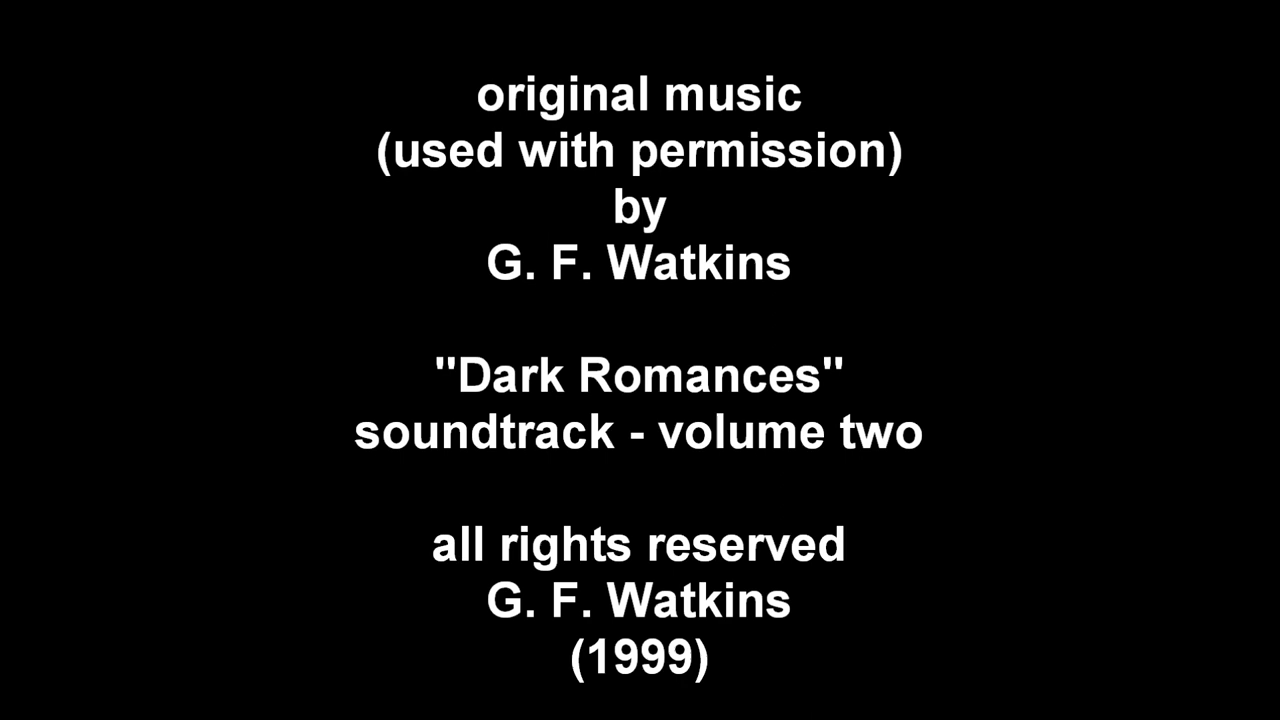 original music
(used with permission)
by
G. F. Watkins
"Dark Romances"
soundtrack - volume two
all rights reserved
G. F. Watkins
(1999)